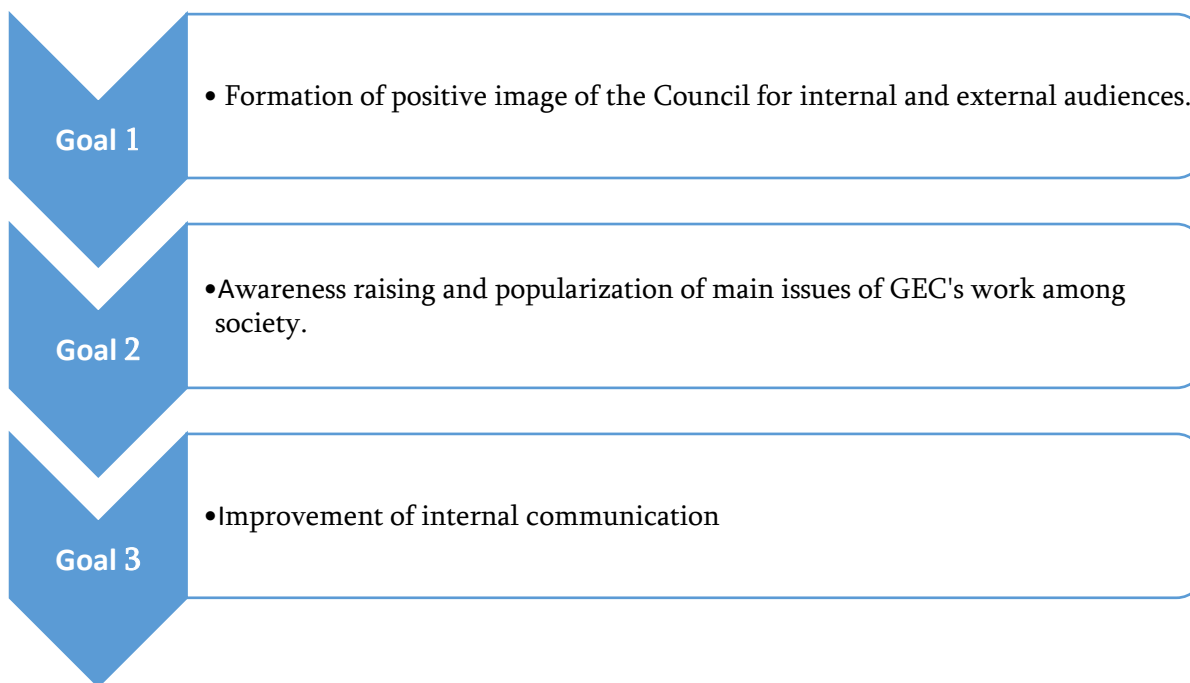 Goal 1
• Formation of positive image of the Council for internal and external audiences.
Goal 2
•Awareness raising and popularization of main issues of GEC's work among
society.
Goal 3
•Improvement of internal communication